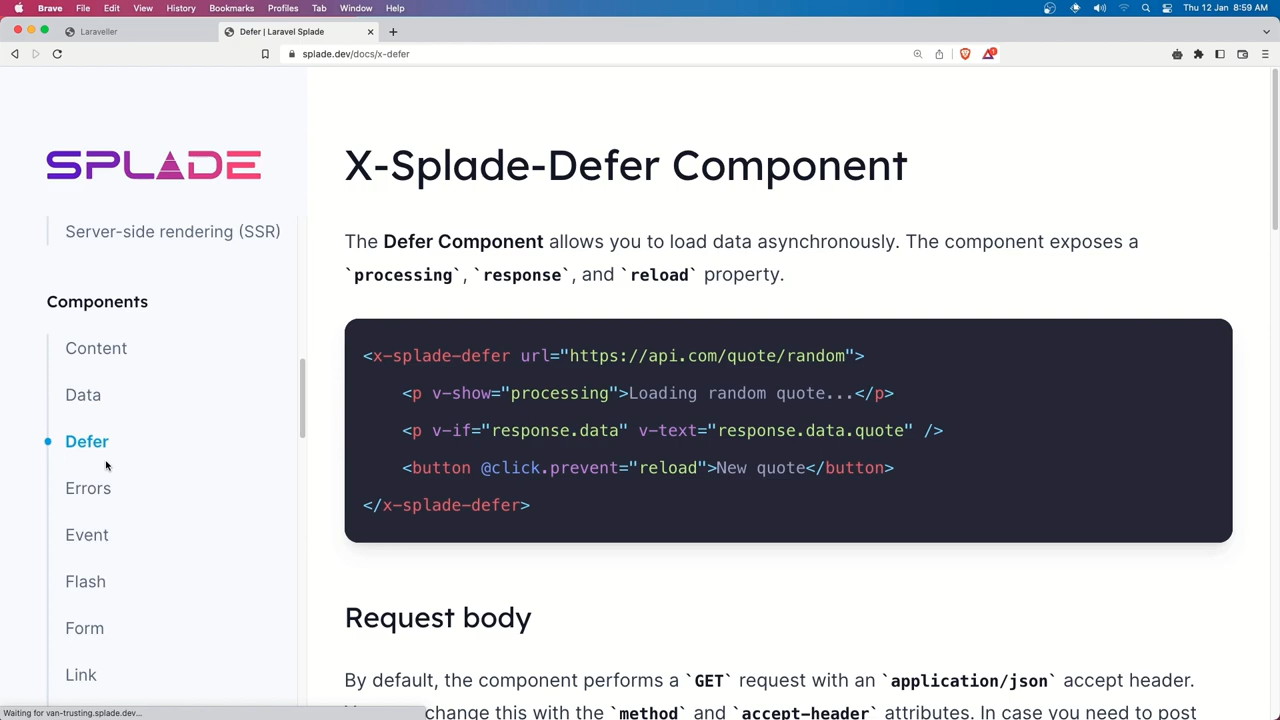 Brave File Edit View History Bookmarks Profiles Tab Window Help Thu 12 Jan 8:59 AM
Laraveller Defer | Laravel Splade
splade.dev/docs/x-defer
SPLADE
Server-side rendering (SSR)
Components
Content
Data
Defer
Errors
Event
Flash
Form
Link
X-Splade-Defer Component
The Defer Component allows you to load data asynchronously. The component exposes a
`processing`, `response`, and `reload` property.
<x-splade-defer url="https://api.com/quote/random">
<p v-show="processing">Loading random quote...</p>
<p v-if="response.data" v-text="response.data.quote" />
<button @click.prevent="reload">New quote</button>
</x-splade-defer>
Request body
By default, the component performs a `GET` request with an `application/json` accept header.
change this with the `method` and `accept-header` attributes. In case you need to post
Waiting for van-trusting.splade.dev...